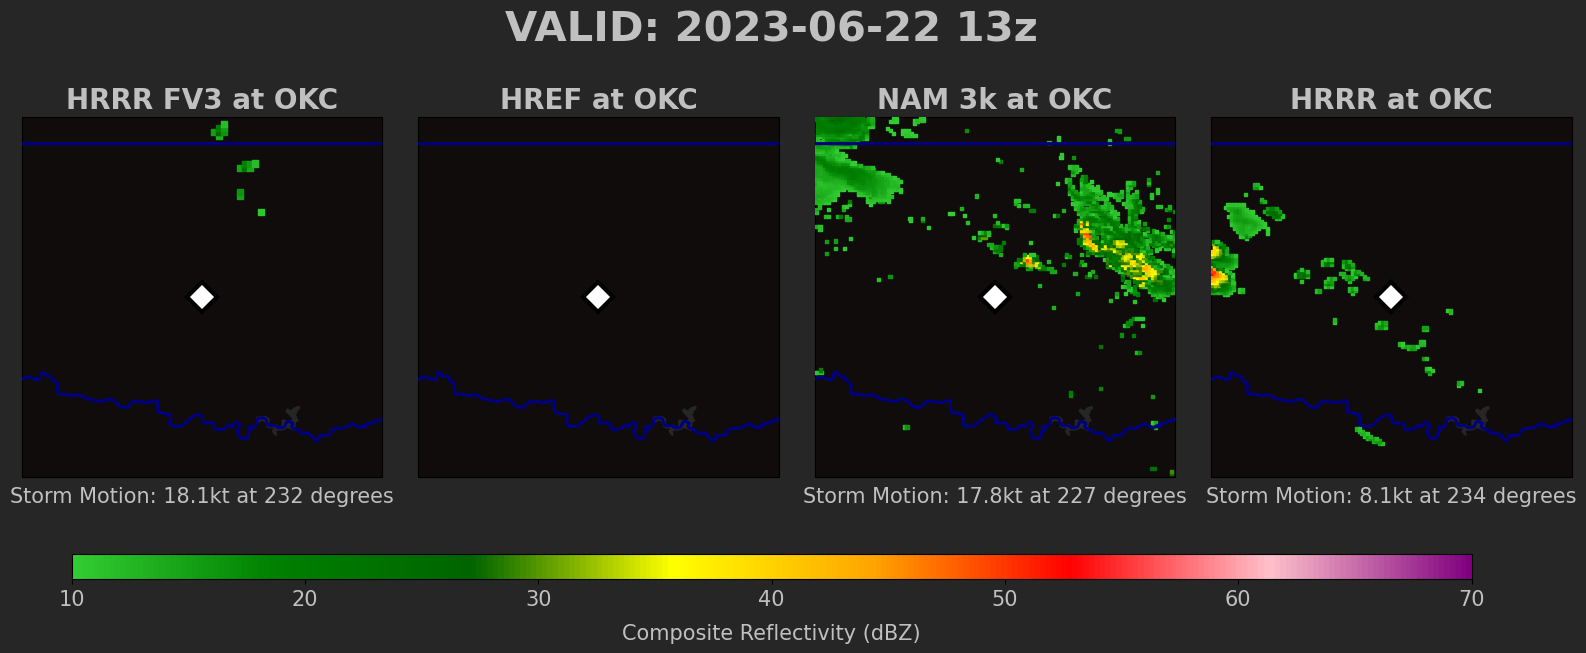 VALID: 2023-06-22 13z
HRRR FV3 at OKC
HREF at OKC
NAM 3k at OKC
HRRR at OKC
Storm Motion: 18.1kt at 232 degrees
Storm Motion: 17.8kt at 227 degrees
Storm Motion: 8.1kt at 234 degrees
10 20 30 40 50 60 70
Composite Reflectivity (dBZ)